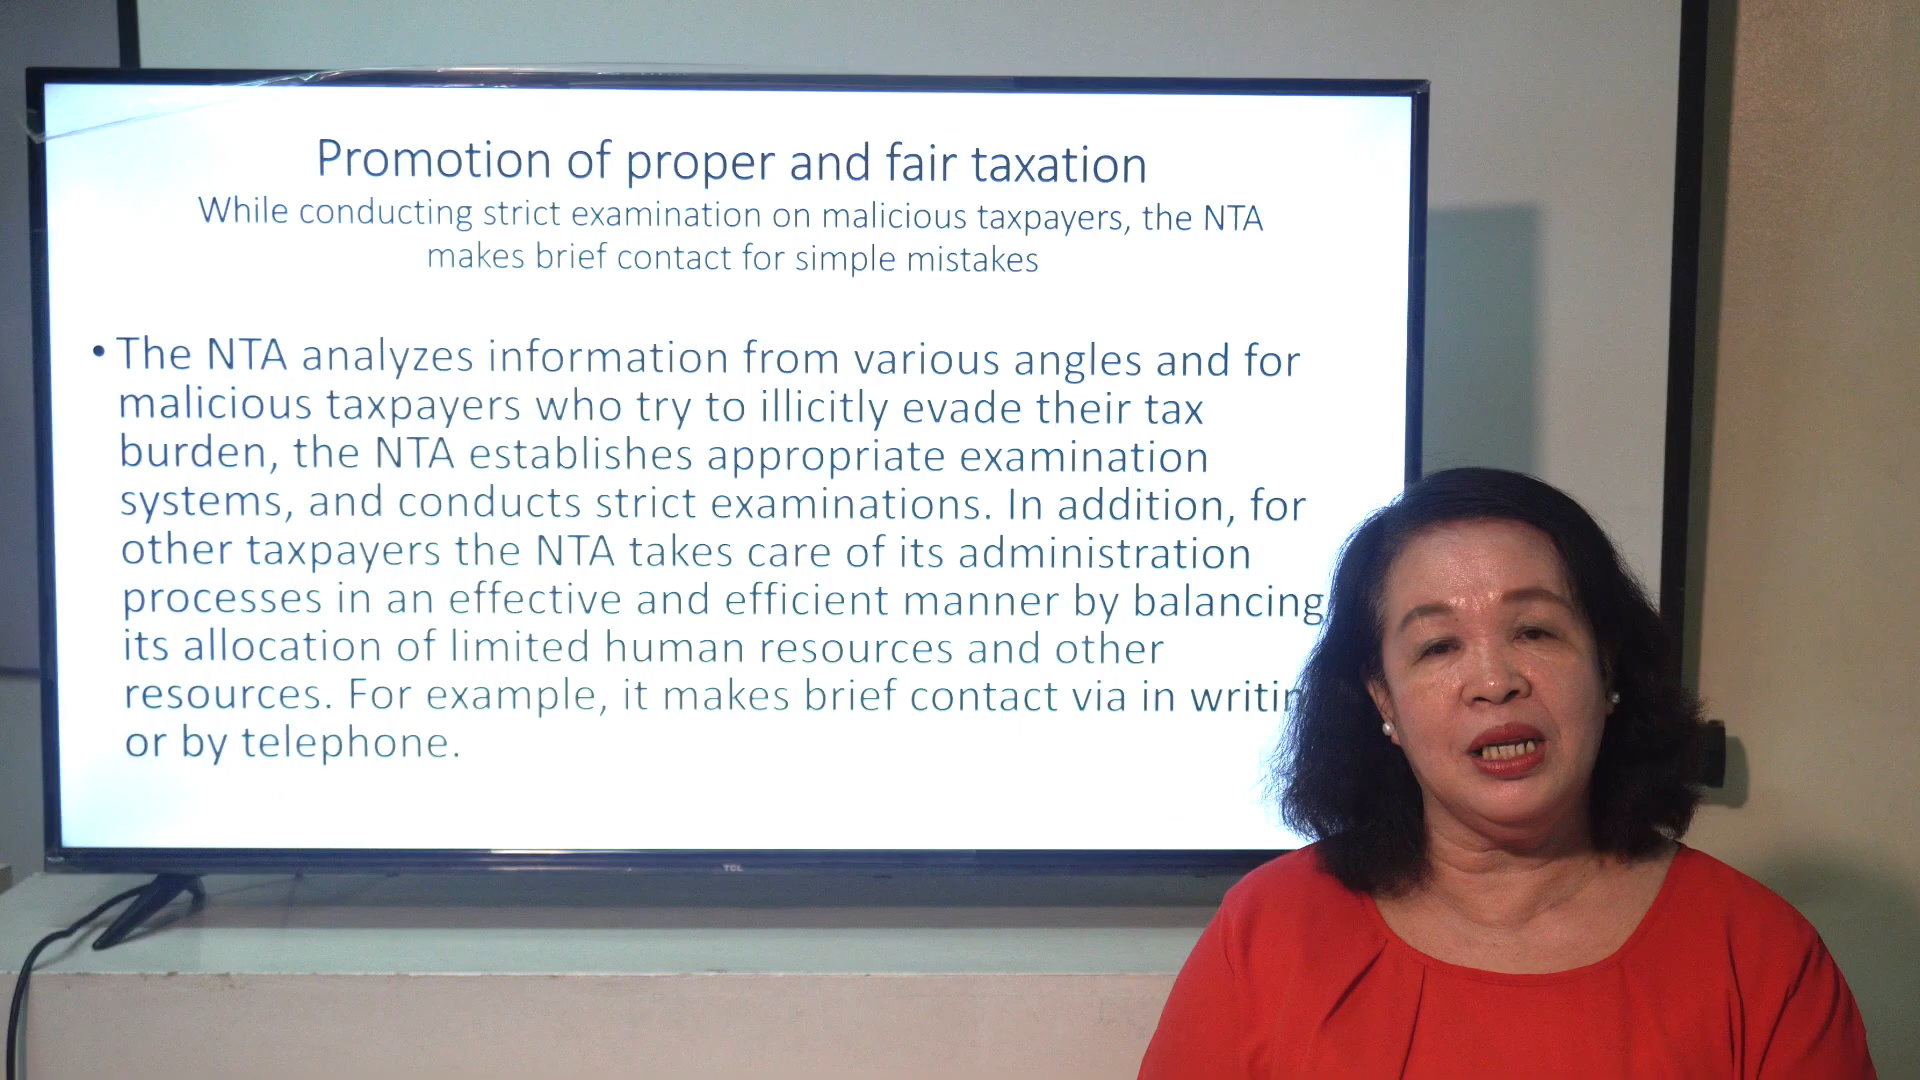 Promotion of proper and fair taxation
While conducting strict examination on malicious taxpayers, the NTA
makes brief contact for simple mistakes
• The NTA analyzes information from various angles and for
malicious taxpayers who try to illicitly evade their tax
burden, the NTA establishes appropriate examination
systems, and conducts strict examinations. In addition, for
other taxpayers the NTA takes care of its administration
processes in an effective and efficient manner by balancing
its allocation of limited human resources and other
resources. For example, it makes brief contact via in
or by telephone.
TCL